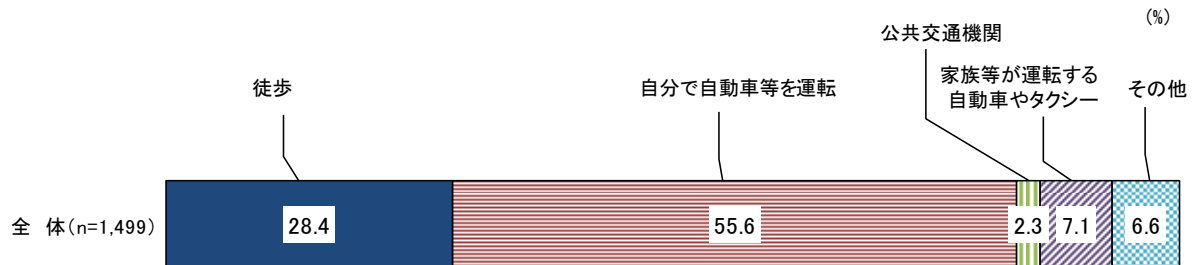 (%)
徒歩
自分で自動車等を運転
公共交通機関
家族等が運転する
自動車やタクシー
その他
全　体(n=1,499)
28.4
55.6
2.3
7.1
6.6